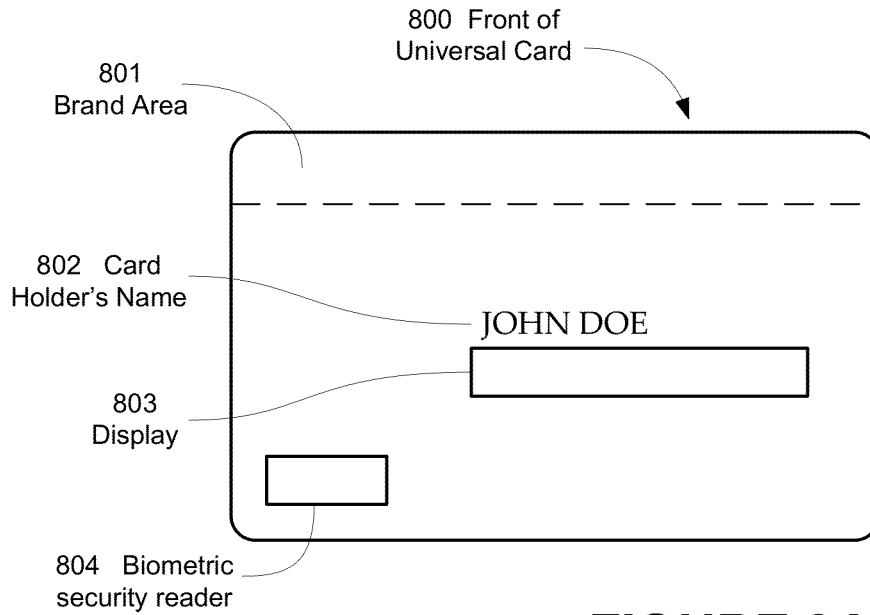 800 Front of
Universal Card
801
Brand Area
802 Card
Holder's Name
JOHN DOE
803
Display
804 Biometric
security reader